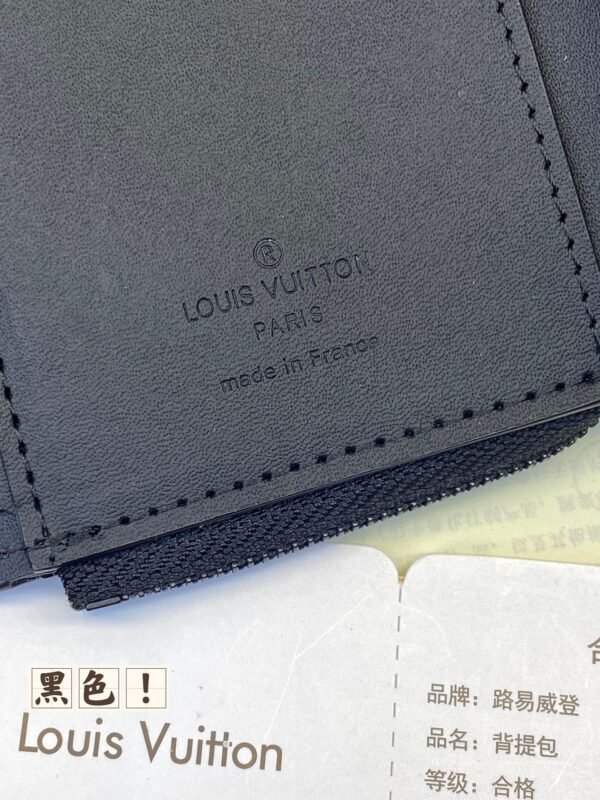 ®
LOUIS VUITTON
PARIS
made in France
黑色！
Louis Vuitton
合
品牌：路易威登
品名：背提包
等级：合格